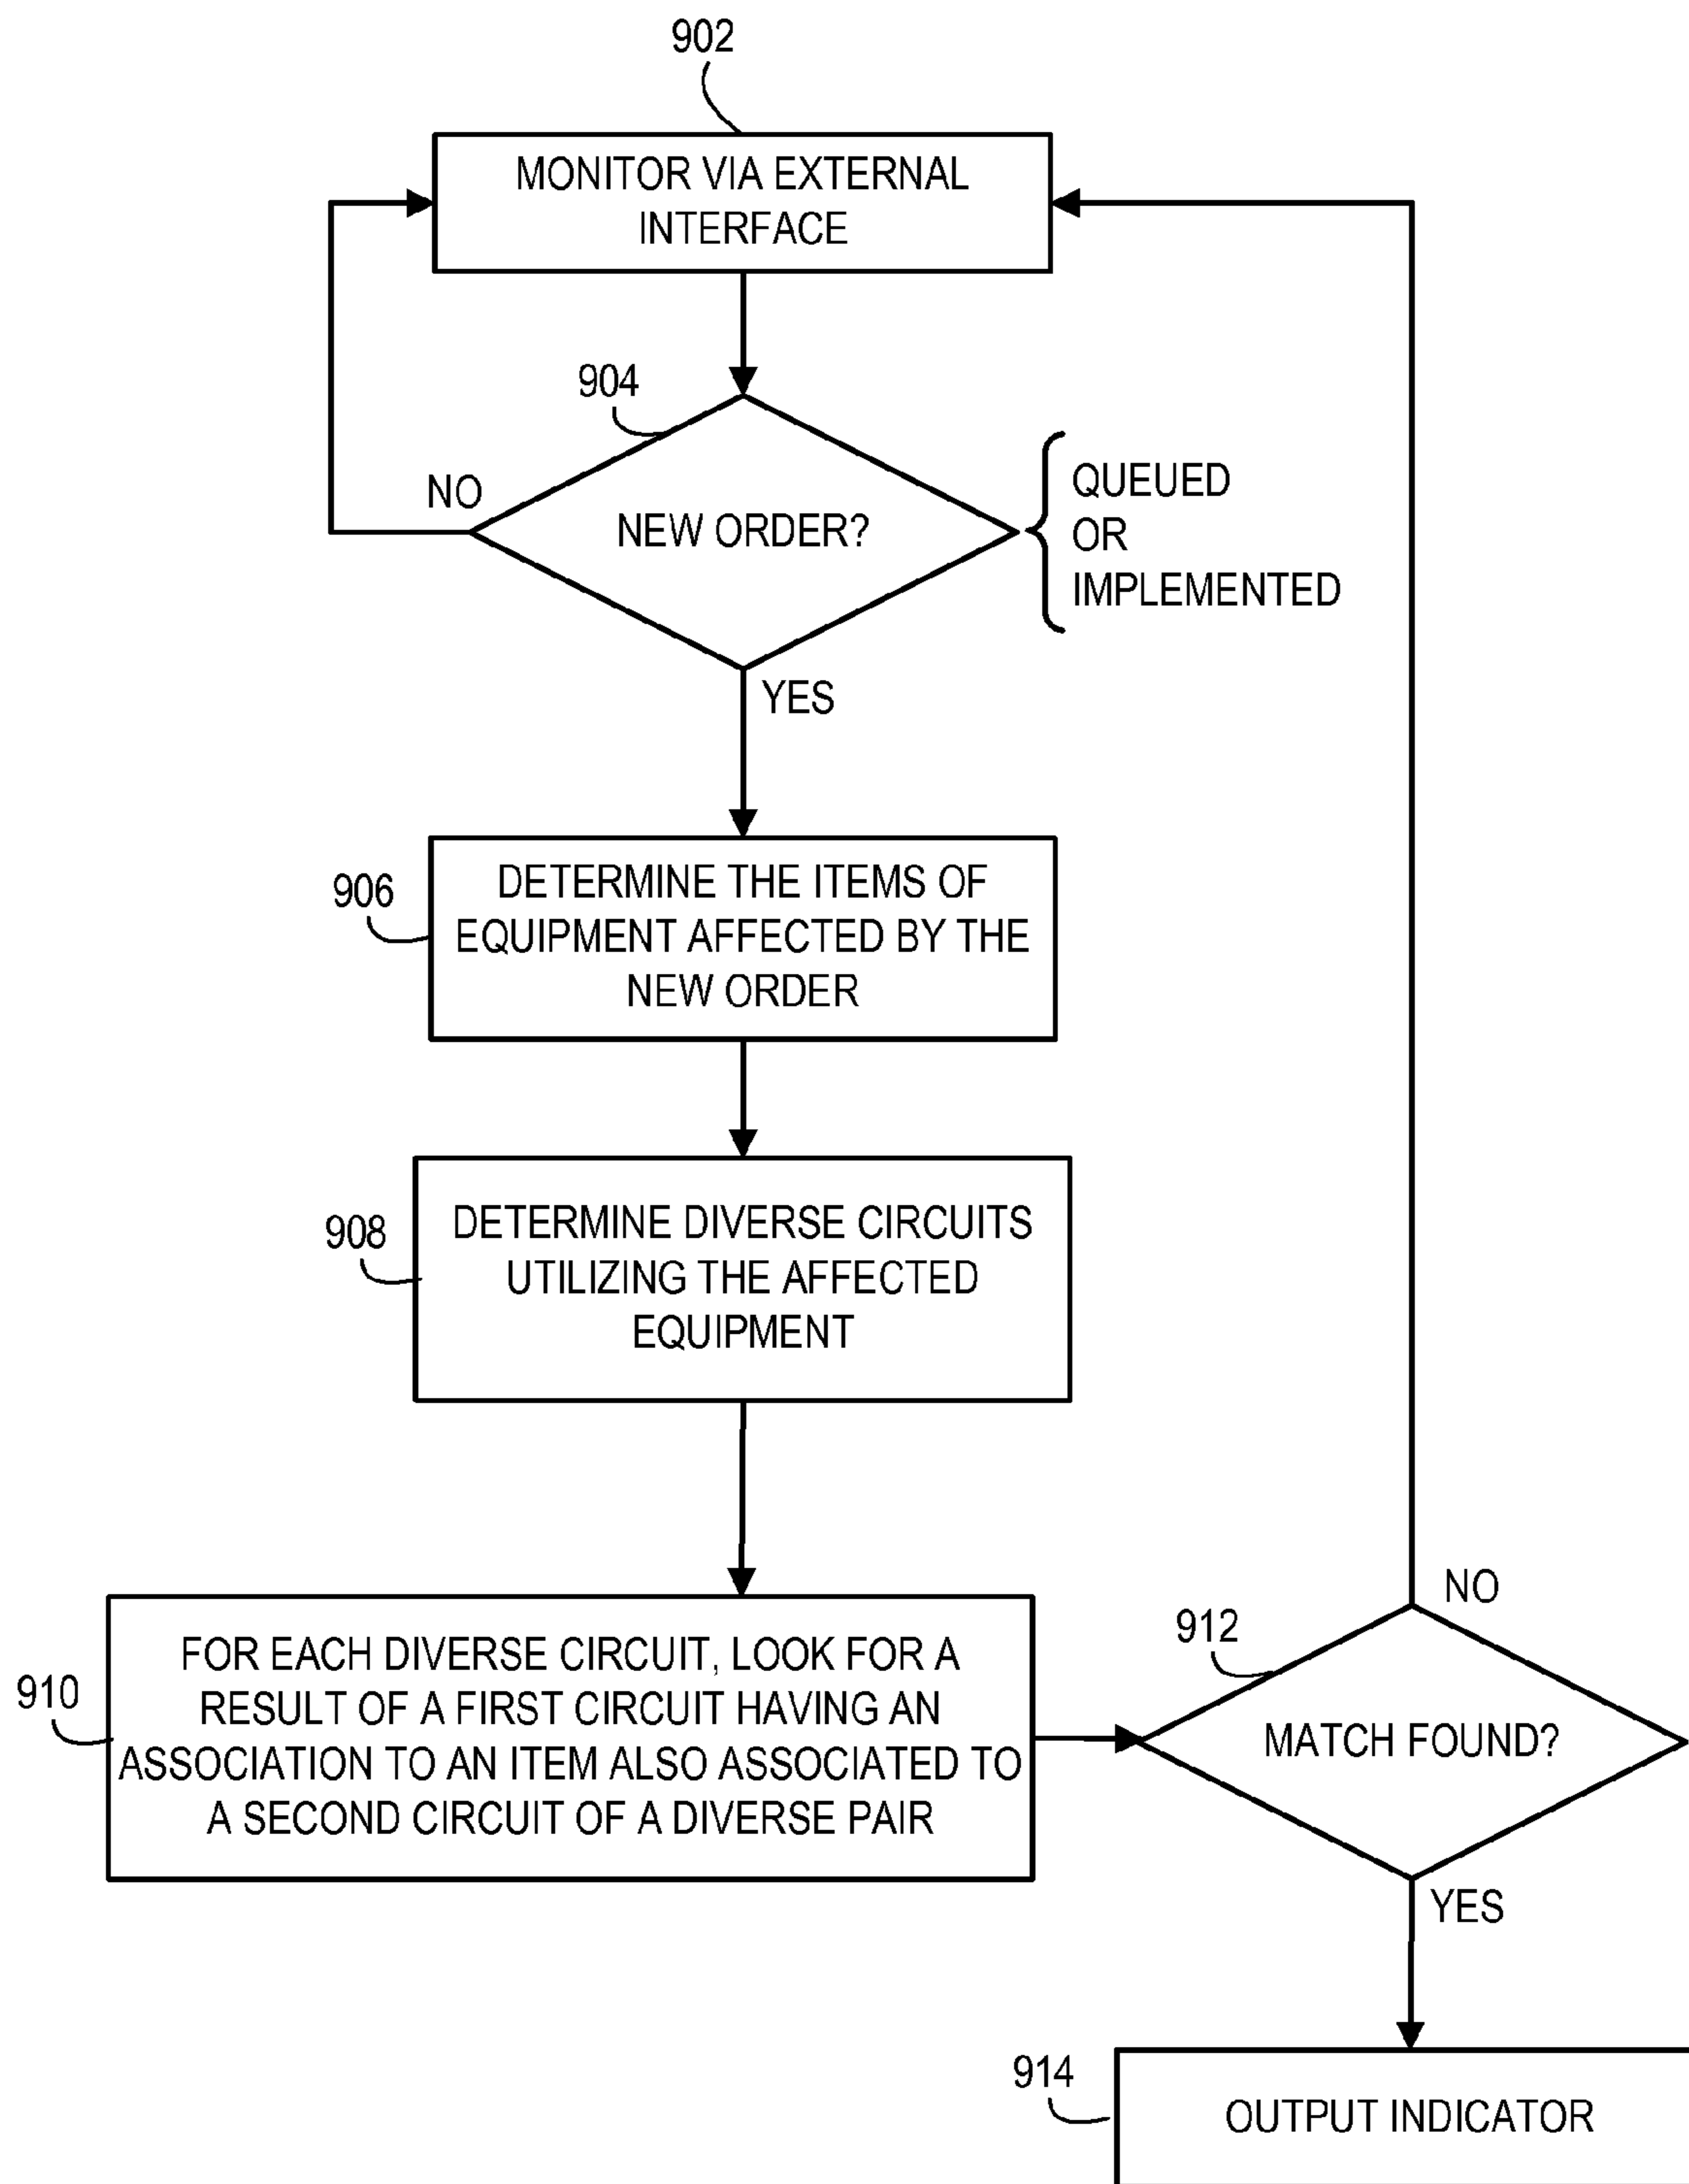 902
MONITOR VIA EXTERNAL
INTERFACE
904
NO
NEW ORDER?
QUEUED
OR
IMPLEMENTED
YES
906
DETERMINE THE ITEMS OF
EQUIPMENT AFFECTED BY THE
NEW ORDER
908
DETERMINE DIVERSE CIRCUITS
UTILIZING THE AFFECTED
EQUIPMENT
910
FOR EACH DIVERSE CIRCUIT, LOOK FOR A
RESULT OF A FIRST CIRCUIT HAVING AN
ASSOCIATION TO AN ITEM ALSO ASSOCIATED TO
A SECOND CIRCUIT OF A DIVERSE PAIR
912
NO
MATCH FOUND?
YES
914
OUTPUT INDICATOR